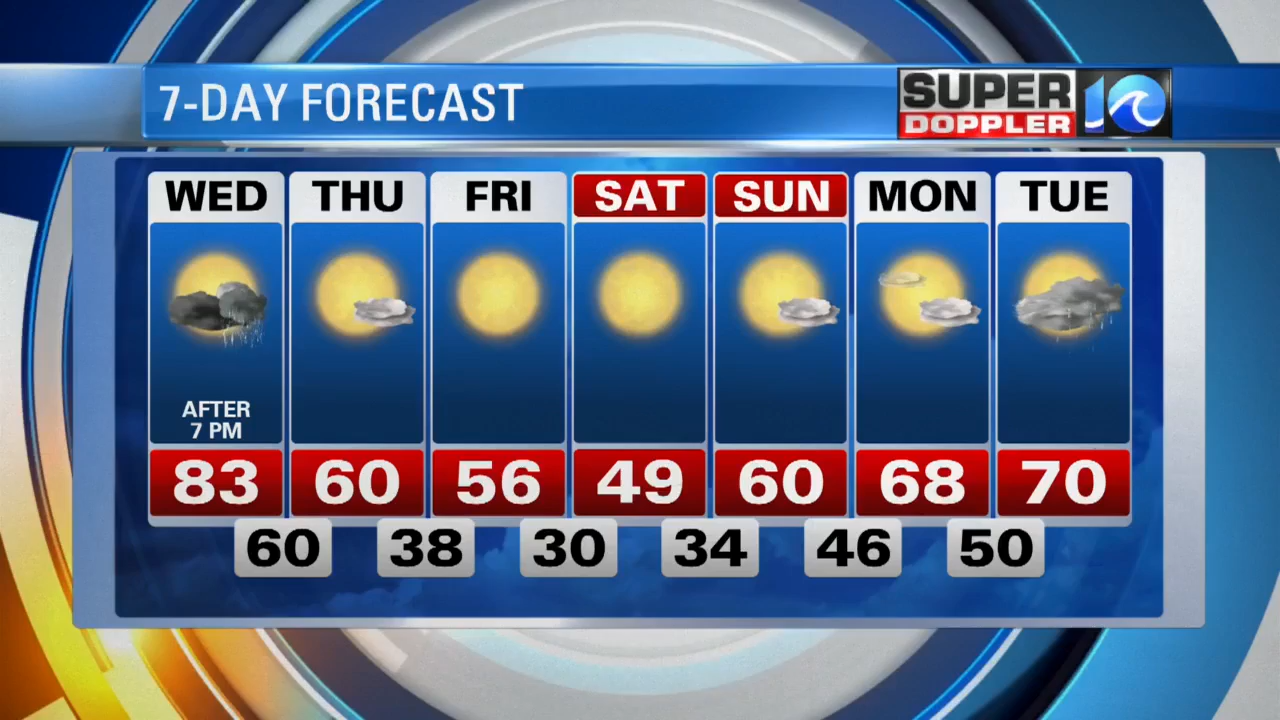 7-DAY FORECAST
SUPER
DOPPLER 10
WED THU FRI SAT SUN MON TUE
AFTER
7 PM
83 60 56 49 60 68 70
60 38 30 34 46 50